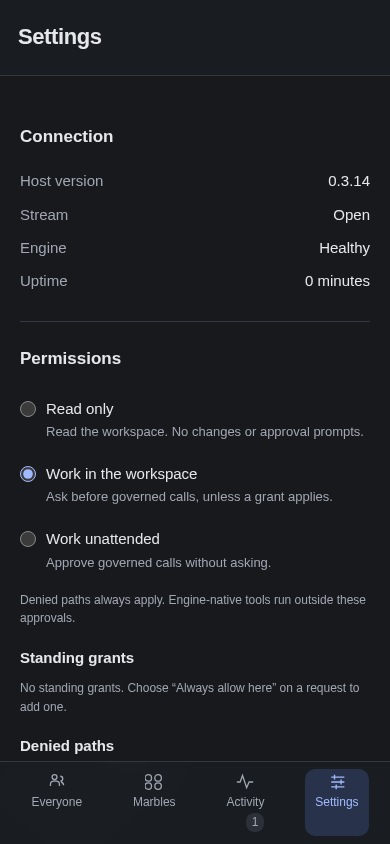 Settings
Connection
Host version 0.3.14
Stream Open
Engine Healthy
Uptime 0 minutes
Permissions
Read only
Read the workspace. No changes or approval prompts.
Work in the workspace
Ask before governed calls, unless a grant applies.
Work unattended
Approve governed calls without asking.
Denied paths always apply. Engine-native tools run outside these
approvals.
Standing grants
No standing grants. Choose “Always allow here” on a request to
add one.
Denied paths
Everyone Marbles Activity Settings
1